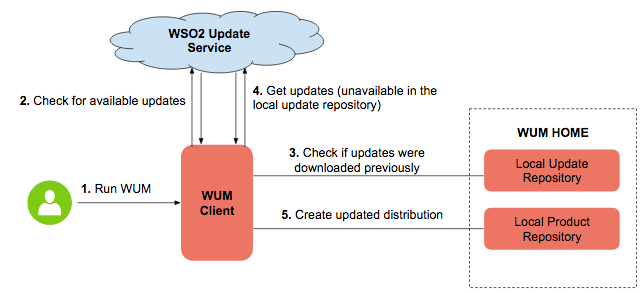 WSO2 Update
Service
2. Check for available updates
4. Get updates (unavailable in the
local update repository)
WUM HOME
3. Check if updates were
downloaded previously
Local Update
Repository
1. Run WUM
WUM
Client
5. Create updated distribution
Local Product
Repository